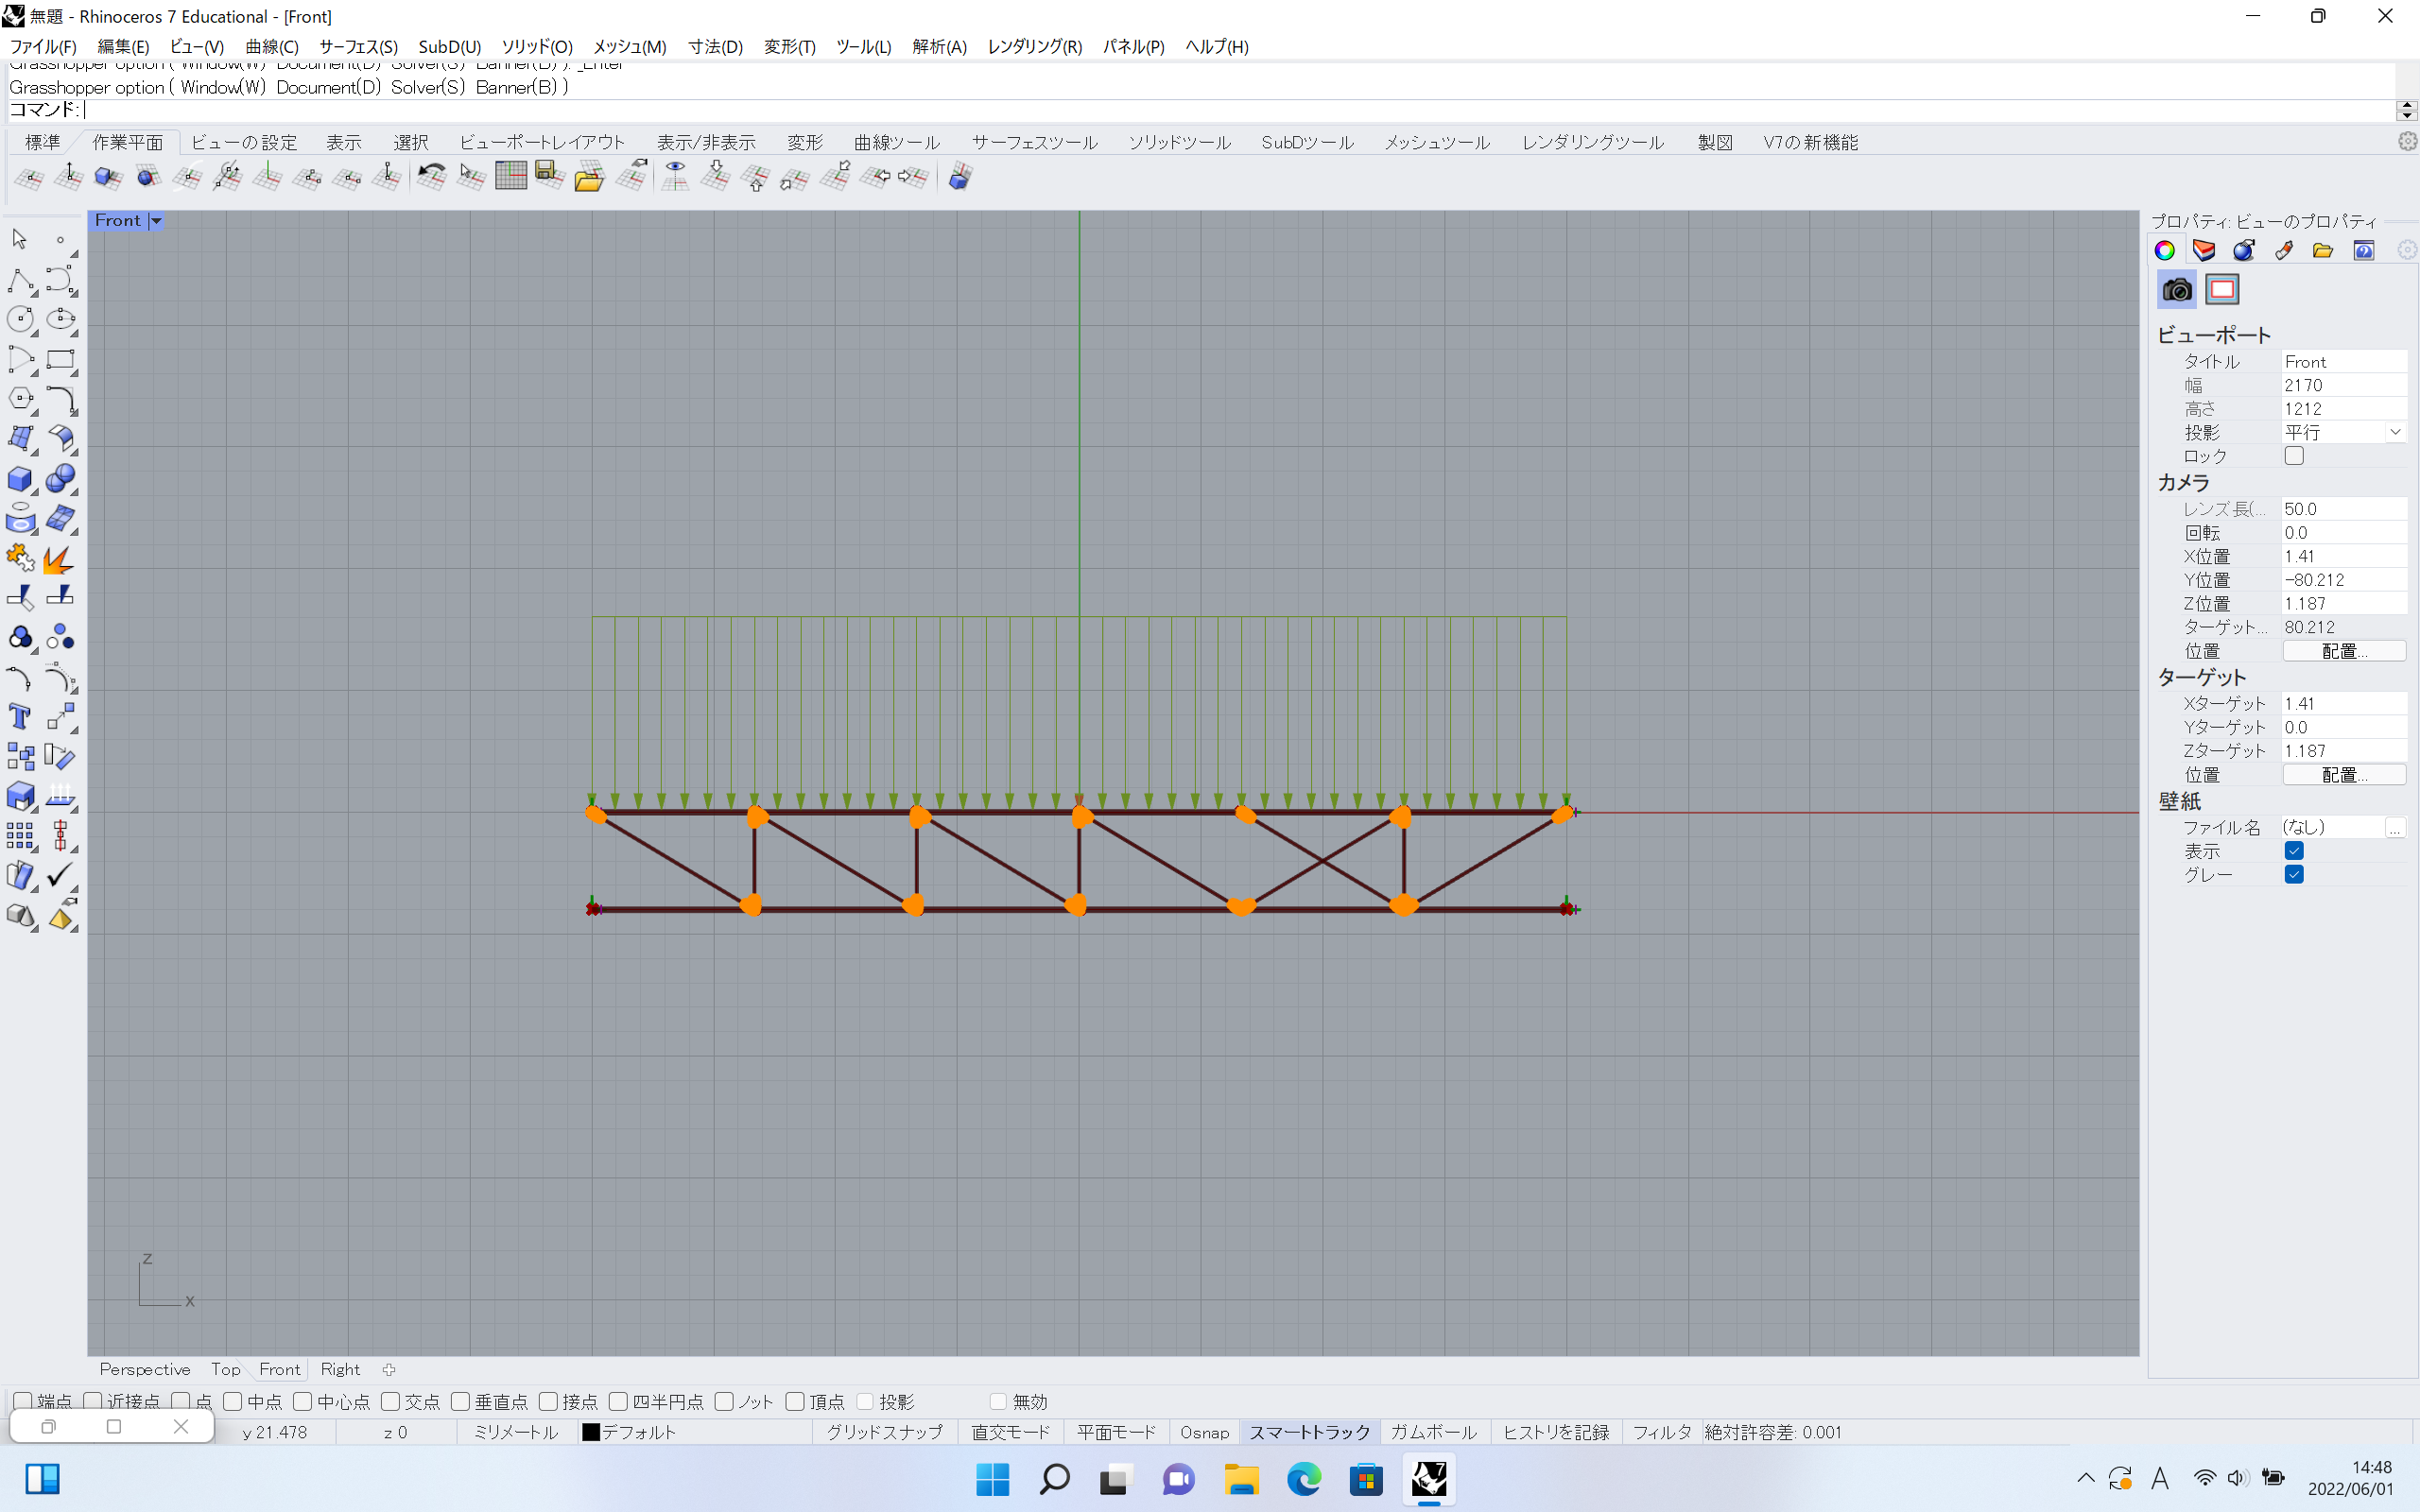 無題 - Rhinoceros 7 Educational - [Front]
ファイル(F) 編集(E) ビュー(V) 曲線(C) サーフェス(S) SubD(U) ソリッド(O) メッシュ(M) 寸法(D) 変形(T) ツール(L) 解析(A) レンダリング(R) パネル(P) ヘルプ(H)
Grasshopper option ( Window(W) Document(D) Solver(S) Banner(B) ): _Enter
Grasshopper option ( Window(W) Document(D) Solver(S) Banner(B) )
コマンド:
標準 作業平面 ビューの設定 表示 選択 ビューポートレイアウト 表示/非表示 変形 曲線ツール サーフェスツール ソリッドツール SubDツール メッシュツール レンダリングツール 製図 V7の新機能
Front
プロパティ: ビューのプロパティ
ビューポート
タイトル Front
幅 2170
高さ 1212
投影 平行
ロック
カメラ
レンズ長(... 50.0
回転 0.0
X位置 1.41
Y位置 -80.212
Z位置 1.187
ターゲット... 80.212
位置 配置...
ターゲット
Xターゲット 1.41
Yターゲット 0.0
Zターゲット 1.187
位置 配置...
壁紙
ファイル名 (なし) ...
表示
グレー
z
x
Perspective Top Front Right
端点 近接点 点 中点 中心点 交点 垂直点 接点 四半円点 ノット 頂点 投影 無効
y 21.478 z 0 ミリメートル デフォルト グリッドスナップ 直交モード 平面モード Osnap スマートトラック ガムボール ヒストリを記録 フィルタ 絶対許容差: 0.001
7
A
14:48
2022/06/01